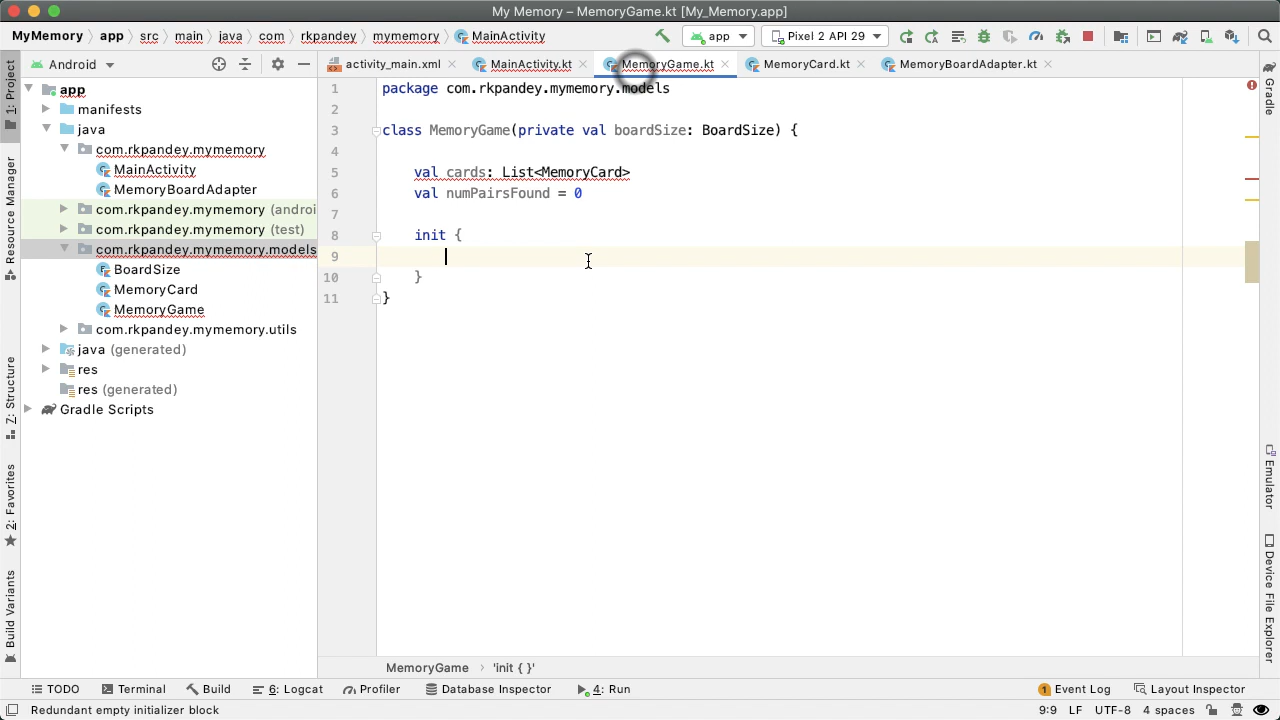 My Memory – MemoryGame.kt [My_Memory.app]
MyMemory app src main java com rkpandey mymemory MainActivity app Pixel 2 API 29
1: Project Android activity_main.xml MainActivity.kt MemoryGame.kt MemoryCard.kt MemoryBoardAdapter.kt Gradle
app
manifests
java
com.rkpandey.mymemory
MainActivity
MemoryBoardAdapter
com.rkpandey.mymemory (androi
com.rkpandey.mymemory (test)
com.rkpandey.mymemory.models
BoardSize
MemoryCard
MemoryGame
com.rkpandey.mymemory.utils
java (generated)
res
res (generated)
Gradle Scripts
Resource Manager
Z: Structure
2: Favorites
Build Variants
1 package com.rkpandey.mymemory.models
2
3 class MemoryGame(private val boardSize: BoardSize) {
4
5 val cards: List<MemoryCard>
6 val numPairsFound = 0
7
8 init {
9
10 }
11 }
Emulator
Device File Explorer
MemoryGame › 'init { }'
TODO Terminal Build 6: Logcat Profiler Database Inspector 4: Run 1 Event Log Layout Inspector
Redundant empty initializer block 9:9 LF UTF-8 4 spaces